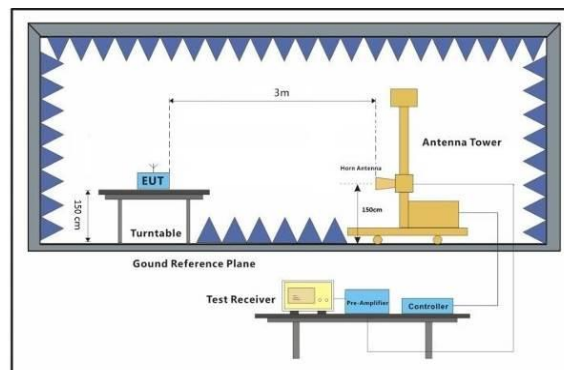 3m
Antenna Tower
Horn Antenna
EUT
150 cm
150cm
Turntable
Gound Reference Plane
Test Receiver
Pre-Amplifier
Controller